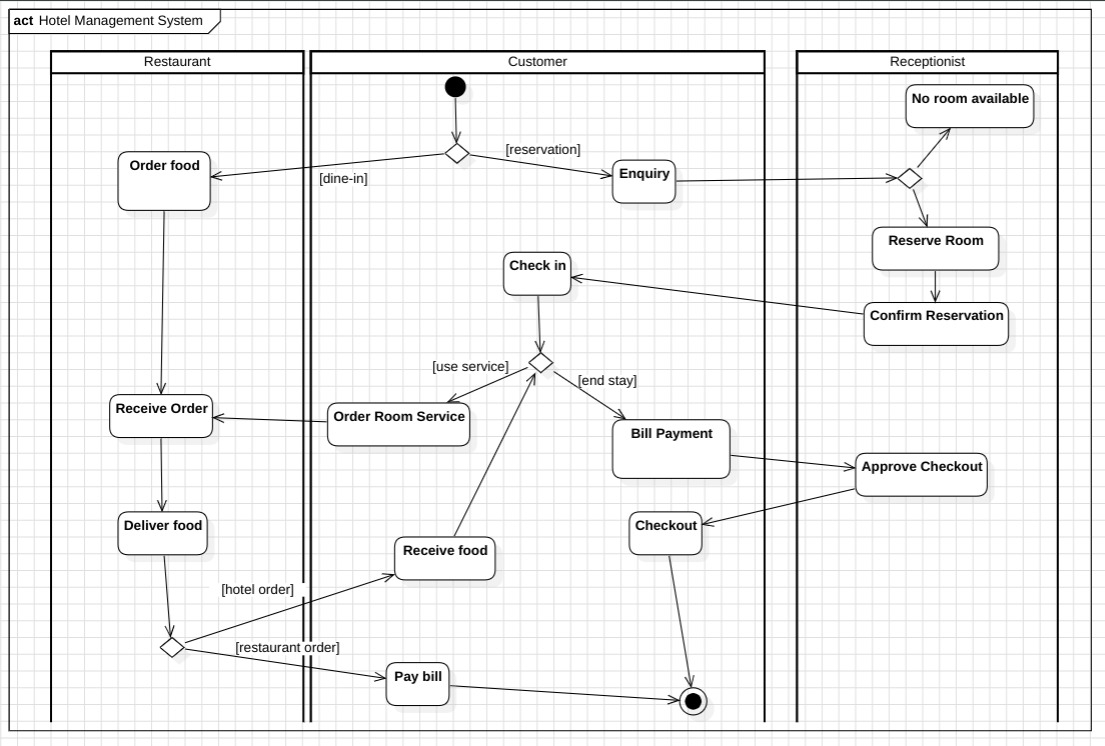 act Hotel Management System
Restaurant
Customer
Receptionist
No room available
[reservation]
Order food
[dine-in]
Enquiry
Reserve Room
Check in
Confirm Reservation
[use service]
[end stay]
Receive Order
Order Room Service
Bill Payment
Approve Checkout
Deliver food
Checkout
Receive food
[hotel order]
[restaurant order]
Pay bill